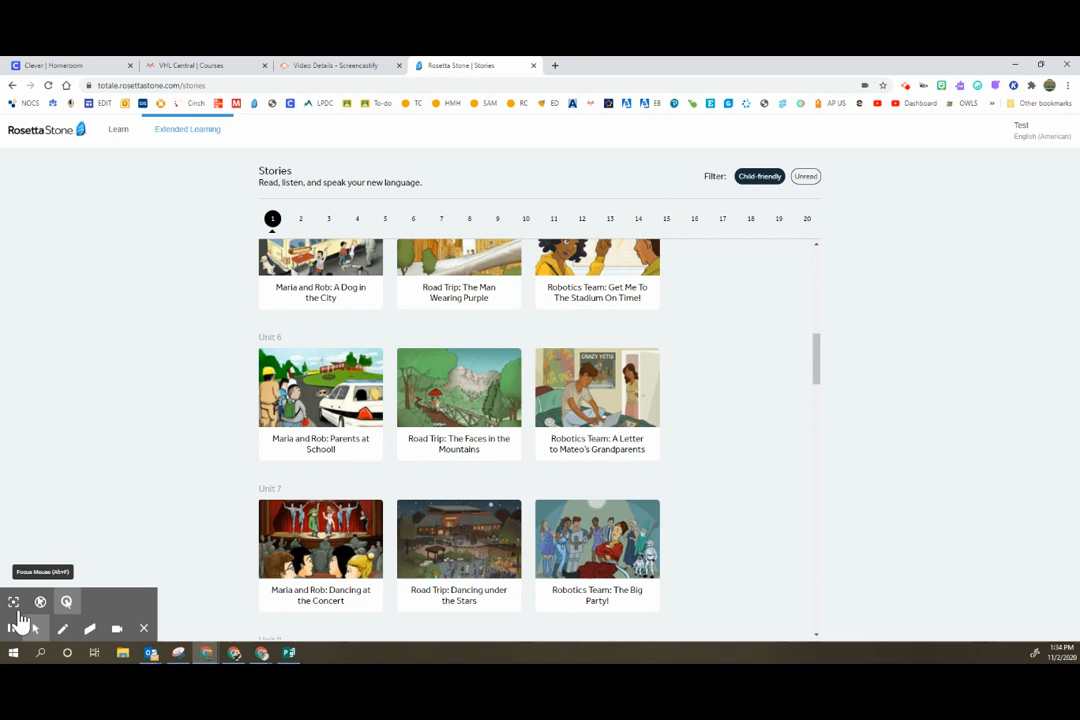 Clever | Homeroom
VHL Central | Courses
Video Details - Screencastify
Rosetta Stone | Stories
totale.rosettastone.com/stories
NOCS
EDIT
Cinch
LPDC
To-do
TC
HMH
SAM
RC
ED
EB
AP US
Dashboard
OWLS
Other bookmarks
RosettaStone
Learn
Extended Learning
Test
English (American)
Stories
Read, listen, and speak your new language.
Filter:
Child-friendly
Unread
1 2 3 4 5 6 7 8 9 10 11 12 13 14 15 16 17 18 19 20
Maria and Rob: A Dog in
the City
Road Trip: The Man
Wearing Purple
Robotics Team: Get Me To
The Stadium On Time!
Unit 6
CRAZY YETIS
Maria and Rob: Parents at
School!
Road Trip: The Faces in the
Mountains
Robotics Team: A Letter
to Mateo's Grandparents
Unit 7
Maria and Rob: Dancing at
the Concert
Road Trip: Dancing under
the Stars
Robotics Team: The Big
Party!
Focus Mouse (Alt+F)
1:34 PM
11/2/2020